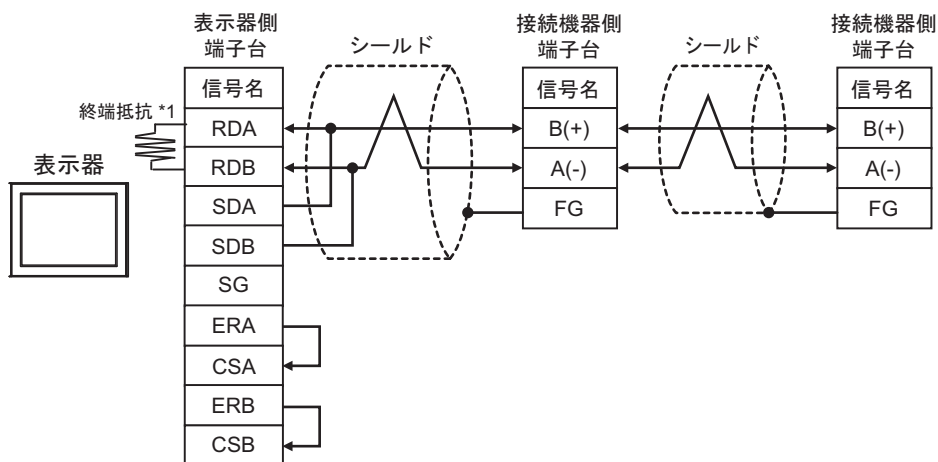 表示器側
端子台
シールド
接続機器側
端子台
シールド
接続機器側
端子台
信号名
信号名
信号名
終端抵抗 *1
RDA
B(+)
B(+)
表示器
RDB
A(-)
A(-)
SDA
FG
FG
SDB
SG
ERA
CSA
ERB
CSB